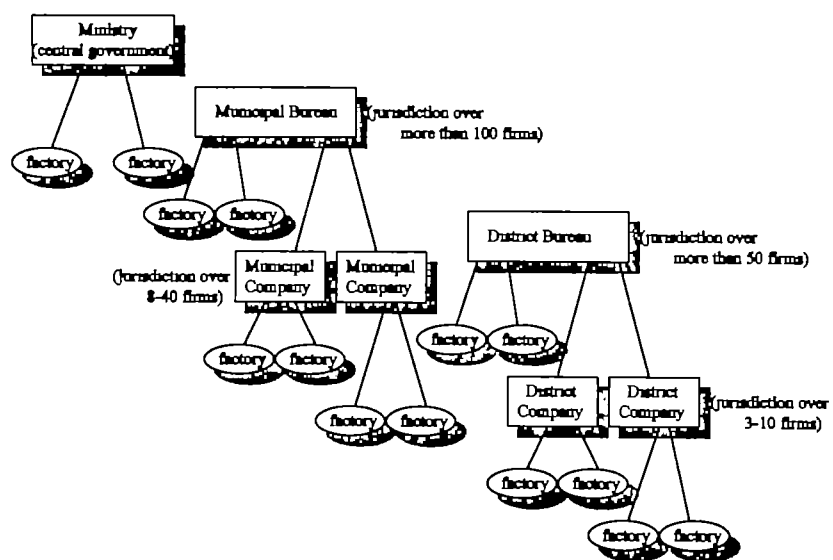 Ministry
(central government)
Municipal Bureau
(jurisdiction over
more than 100 firms)
factory
factory
factory
factory
District Bureau
(jurisdiction over
more than 50 firms)
(jurisdiction over
8-40 firms)
Municipal
Company
Municipal
Company
factory
factory
factory
factory
factory
factory
District
Company
District
Company
(jurisdiction over
3-10 firms)
factory
factory
factory
factory